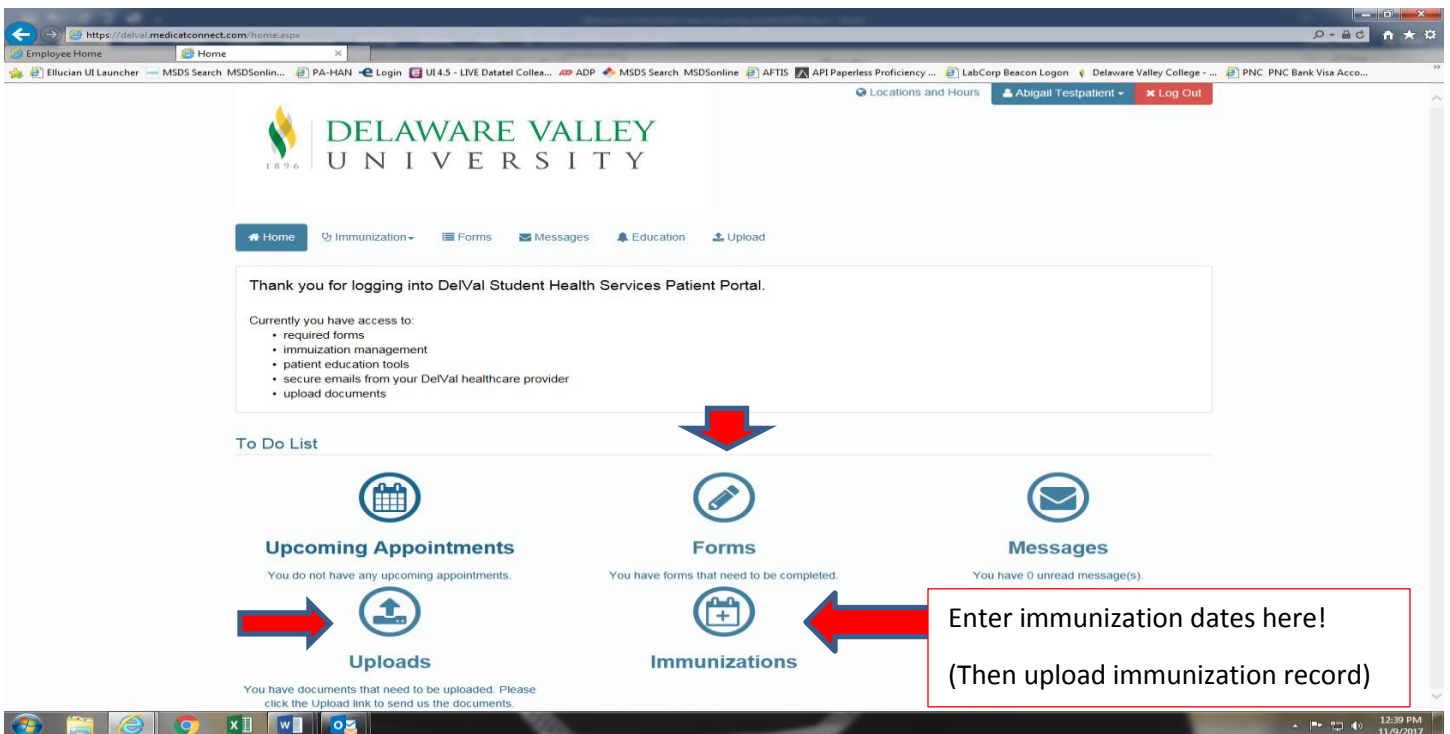 https://delval.medicatconnect.com/home.aspx
Employee Home
Home
Ellucian UI Launcher
MSDS Search MSDSonlin...
PA-HAN
Login
UI 4.5 - LIVE Datatel Collea...
ADP
MSDS Search MSDSonline
AFTIS
API Paperless Proficiency ...
LabCorp Beacon Logon
Delaware Valley College - ...
PNC PNC Bank Visa Acco...
Locations and Hours
Abigail Testpatient
Log Out
DELAWARE VALLEY
1896 UNIVERSITY
Home
Immunization
Forms
Messages
Education
Upload
Thank you for logging into DelVal Student Health Services Patient Portal.
Currently you have access to:
• required forms
• immuization management
• patient education tools
• secure emails from your DelVal healthcare provider
• upload documents
To Do List
Upcoming Appointments
You do not have any upcoming appointments.
Forms
You have forms that need to be completed.
Messages
You have 0 unread message(s).
Uploads
You have documents that need to be uploaded. Please
click the Upload link to send us the documents.
Immunizations
Enter immunization dates here!
(Then upload immunization record)
12:39 PM
11/9/2017